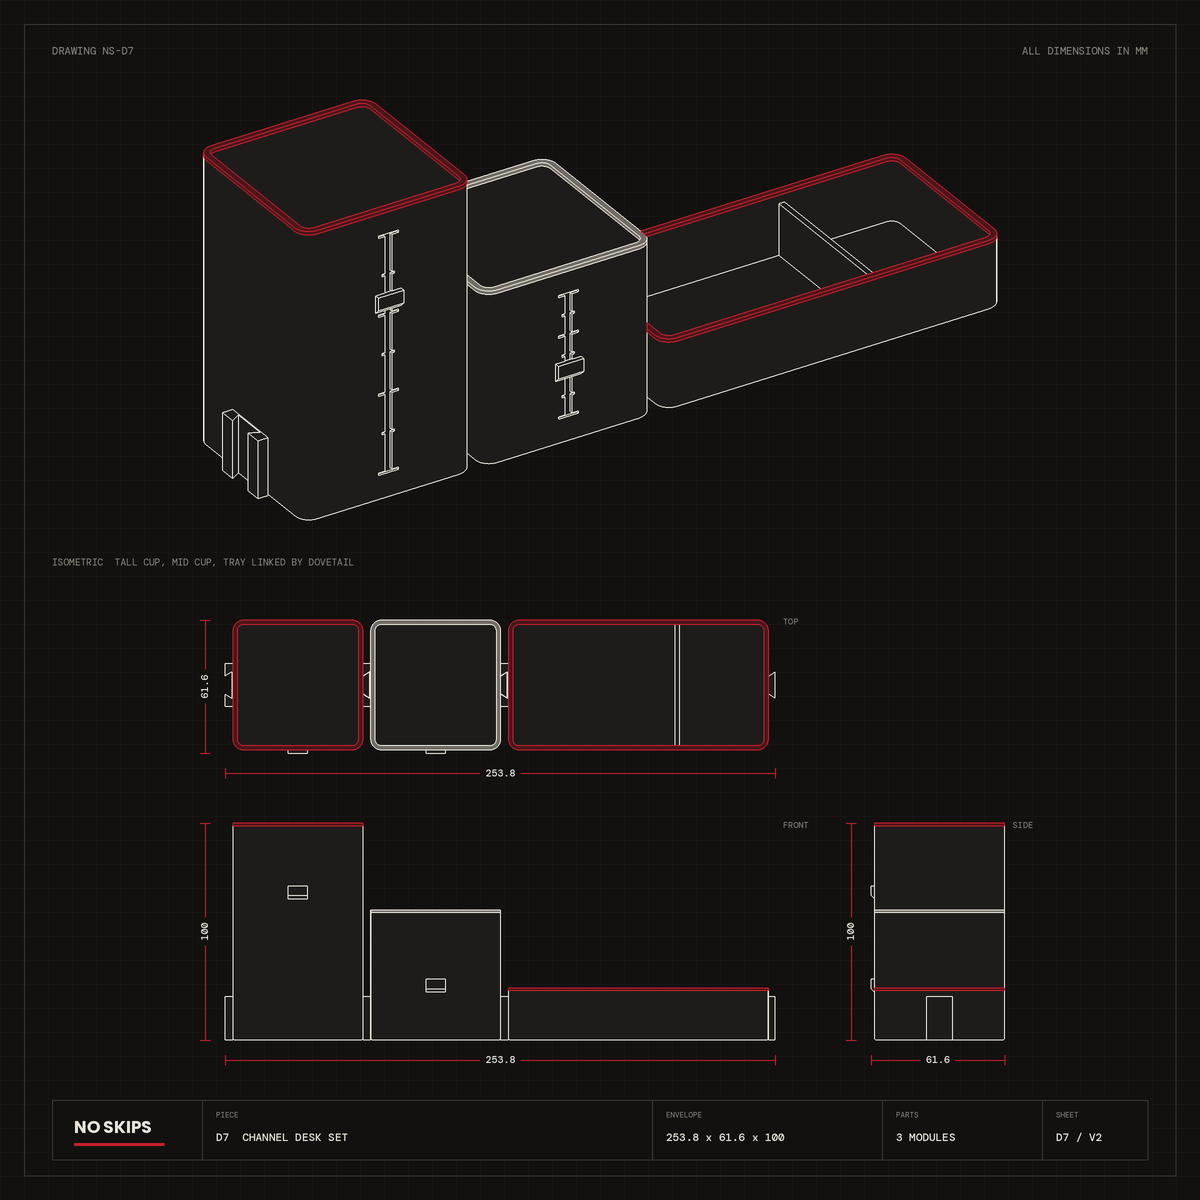 DRAWING NS-D7
ALL DIMENSIONS IN MM
ISOMETRIC  TALL CUP, MID CUP, TRAY LINKED BY DOVETAIL
TOP
61.6
253.8
FRONT
SIDE
100
100
253.8
61.6
NO SKIPS
PIECE
D7  CHANNEL DESK SET
ENVELOPE
253.8 x 61.6 x 100
PARTS
3 MODULES
SHEET
D7 / V2